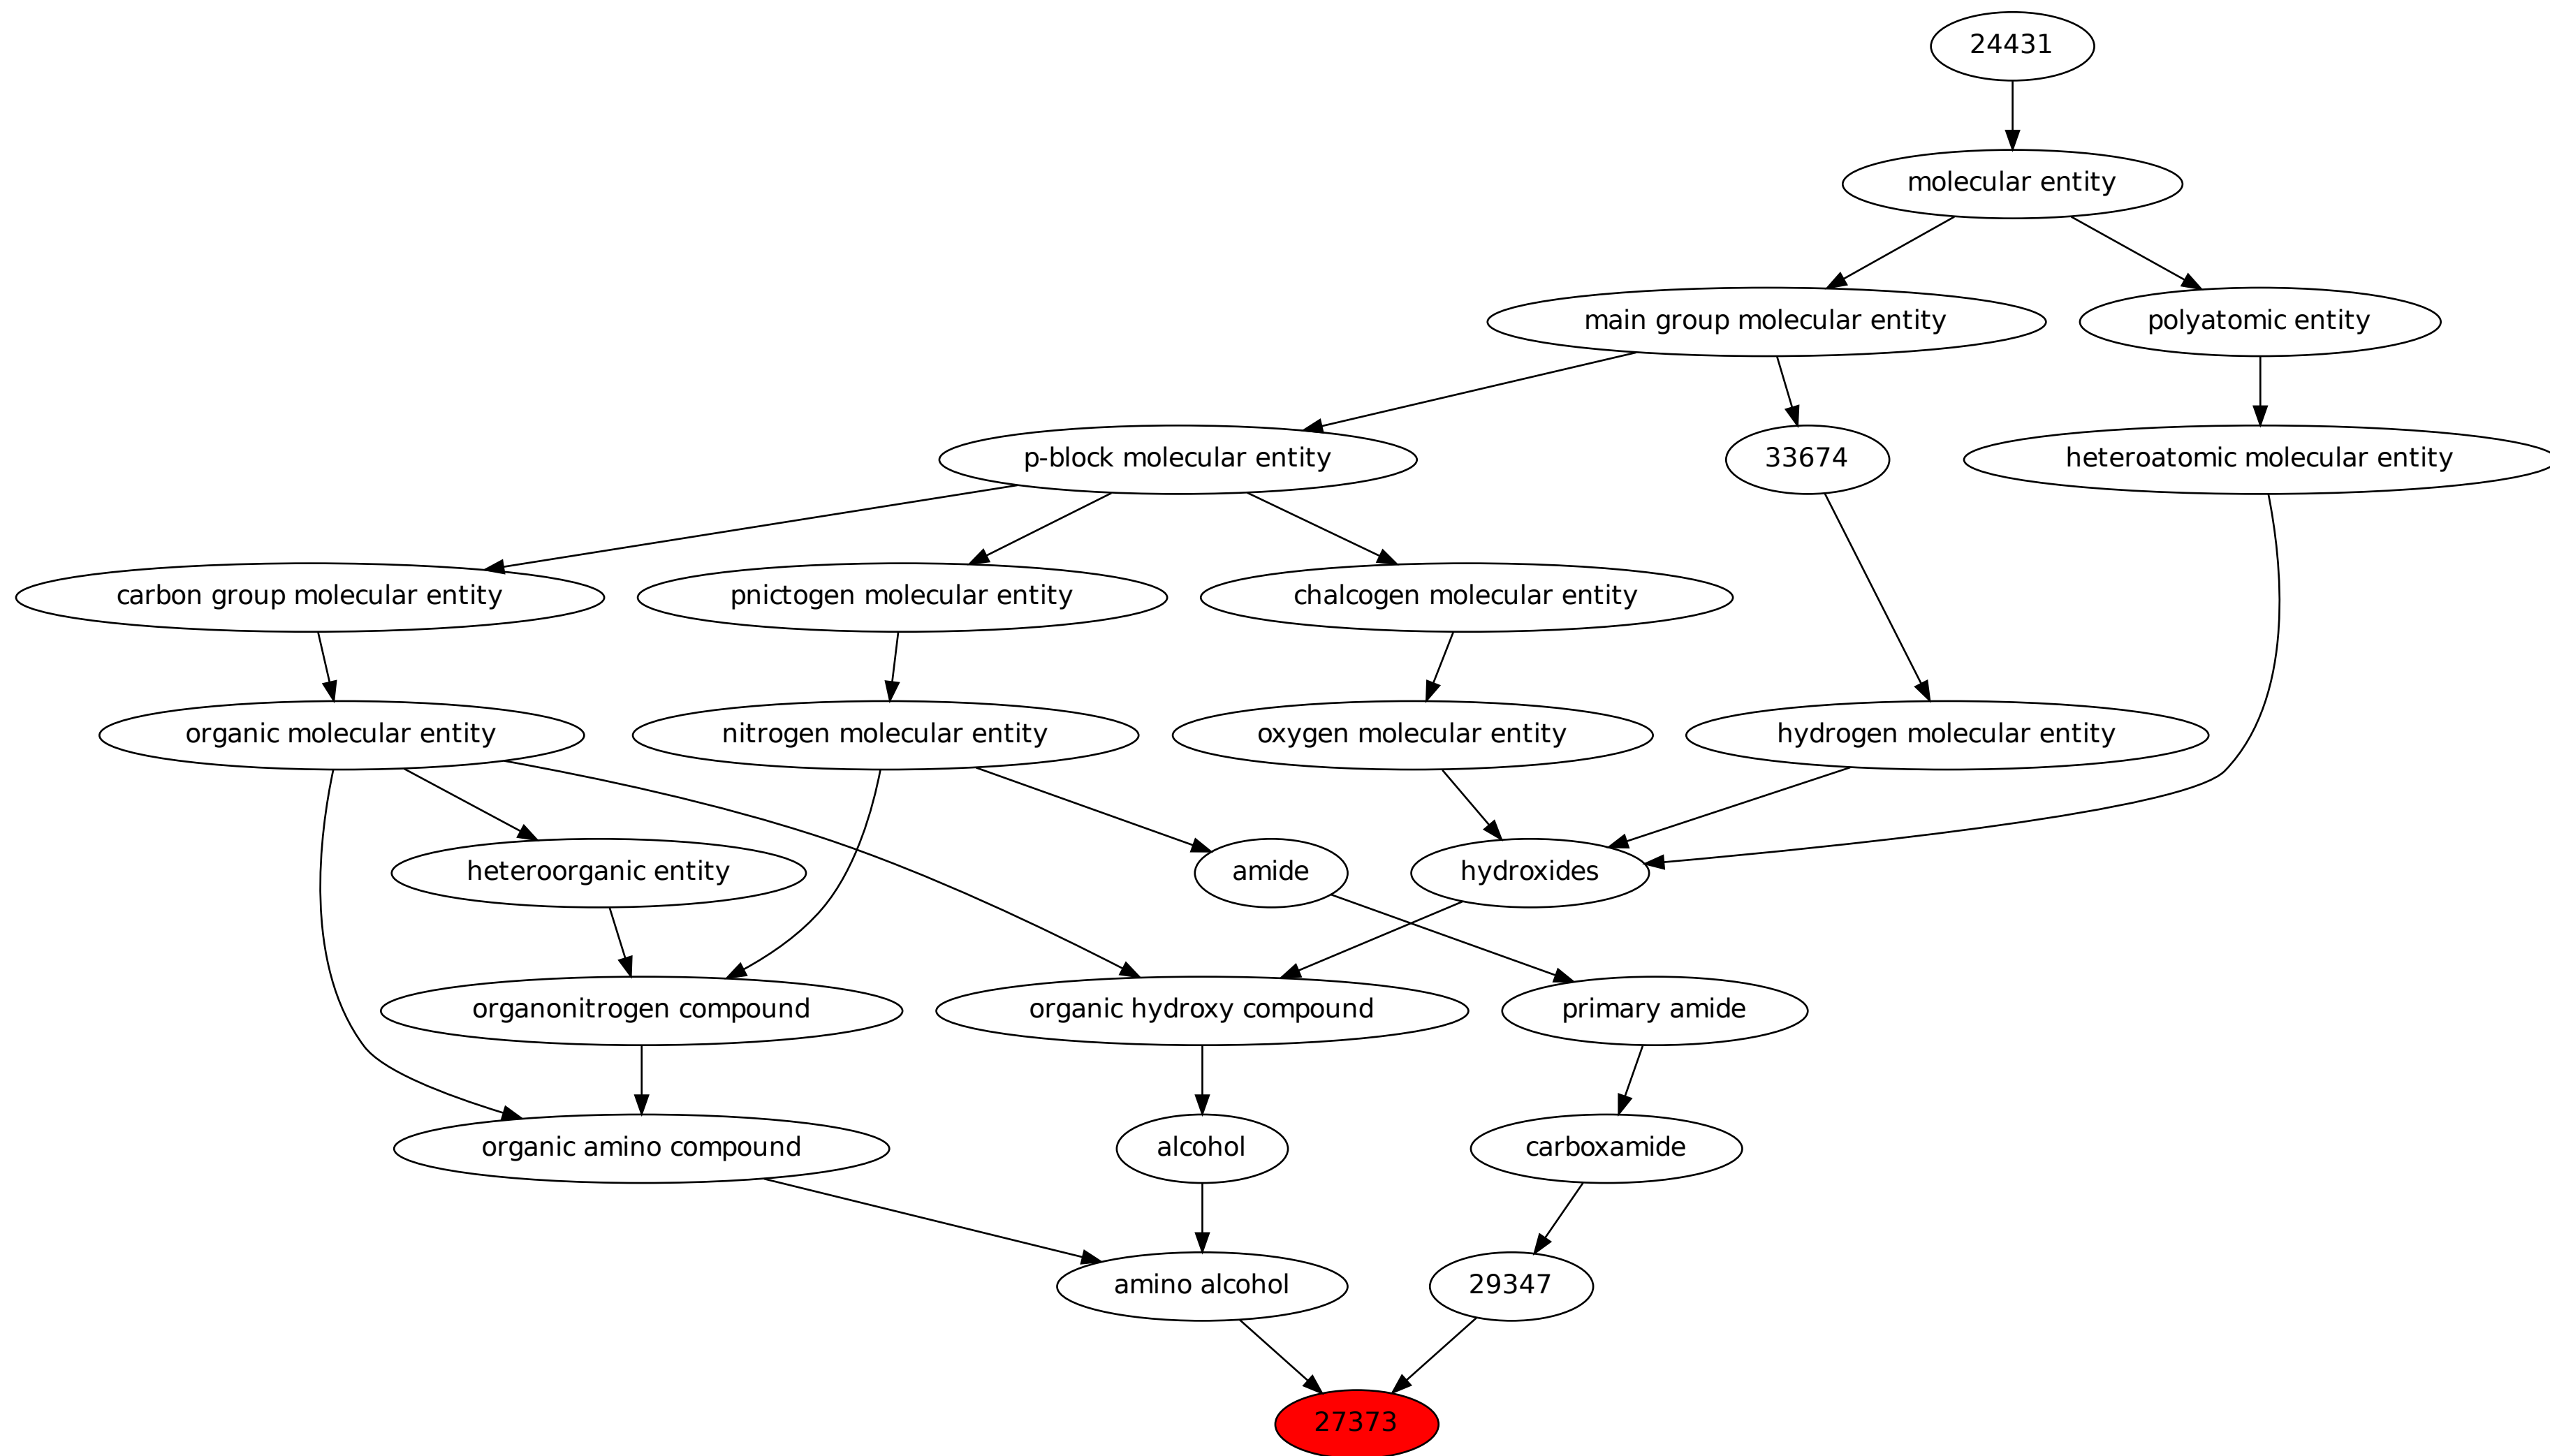 24431
molecular entity
main group molecular entity
polyatomic entity
p-block molecular entity
33674
heteroatomic molecular entity
carbon group molecular entity
pnictogen molecular entity
chalcogen molecular entity
organic molecular entity
nitrogen molecular entity
oxygen molecular entity
hydrogen molecular entity
heteroorganic entity
amide
hydroxides
organonitrogen compound
organic hydroxy compound
primary amide
organic amino compound
alcohol
carboxamide
amino alcohol
29347
27373